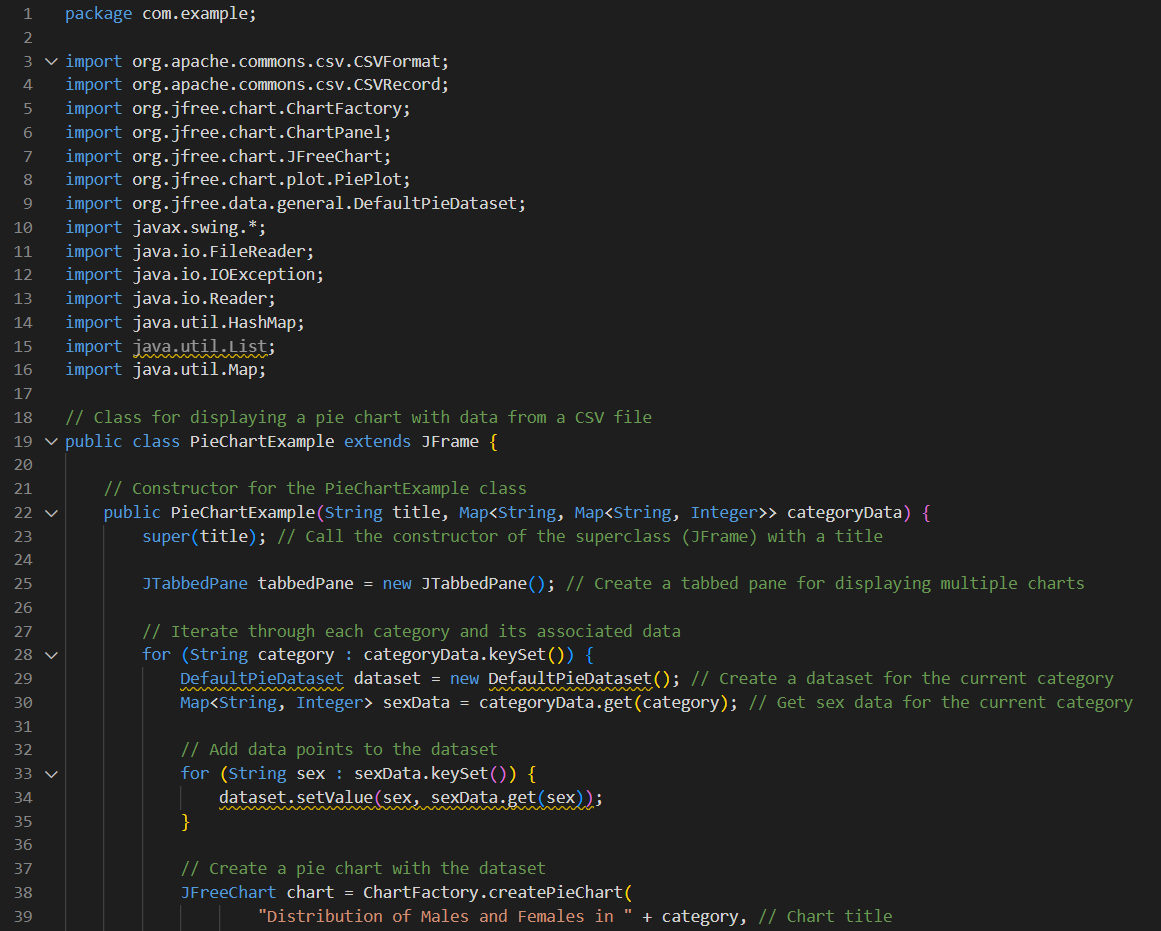 1 package com.example;
2
3 import org.apache.commons.csv.CSVFormat;
4 import org.apache.commons.csv.CSVRecord;
5 import org.jfree.chart.ChartFactory;
6 import org.jfree.chart.ChartPanel;
7 import org.jfree.chart.JFreeChart;
8 import org.jfree.chart.plot.PiePlot;
9 import org.jfree.data.general.DefaultPieDataset;
10 import javax.swing.*;
11 import java.io.FileReader;
12 import java.io.IOException;
13 import java.io.Reader;
14 import java.util.HashMap;
15 import java.util.List;
16 import java.util.Map;
17
18 // Class for displaying a pie chart with data from a CSV file
19 public class PieChartExample extends JFrame {
20
21     // Constructor for the PieChartExample class
22     public PieChartExample(String title, Map<String, Map<String, Integer>> categoryData) {
23         super(title); // Call the constructor of the superclass (JFrame) with a title
24
25         JTabbedPane tabbedPane = new JTabbedPane(); // Create a tabbed pane for displaying multiple charts
26
27         // Iterate through each category and its associated data
28         for (String category : categoryData.keySet()) {
29             DefaultPieDataset dataset = new DefaultPieDataset(); // Create a dataset for the current category
30             Map<String, Integer> sexData = categoryData.get(category); // Get sex data for the current category
31
32             // Add data points to the dataset
33             for (String sex : sexData.keySet()) {
34                 dataset.setValue(sex, sexData.get(sex));
35             }
36
37             // Create a pie chart with the dataset
38             JFreeChart chart = ChartFactory.createPieChart(
39                     "Distribution of Males and Females in " + category, // Chart title